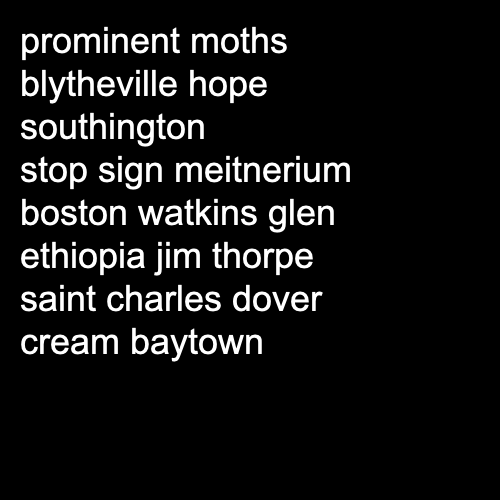 prominent moths
blytheville hope
southington
stop sign meitnerium
boston watkins glen
ethiopia jim thorpe
saint charles dover
cream baytown